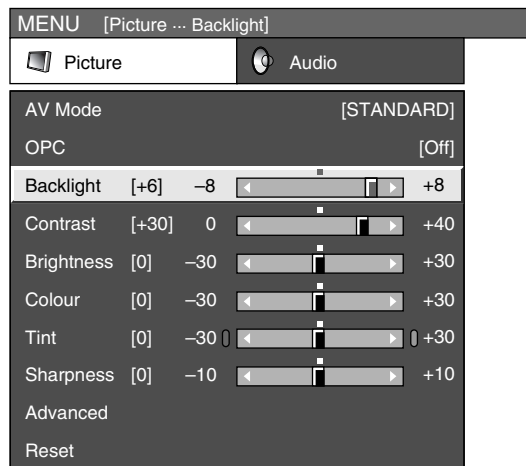 MENU [Picture ... Backlight]
Picture Audio
AV Mode [STANDARD]
OPC [Off]
Backlight [+6] –8 +8
Contrast [+30] 0 +40
Brightness [0] –30 +30
Colour [0] –30 +30
Tint [0] –30 +30
Sharpness [0] –10 +10
Advanced
Reset